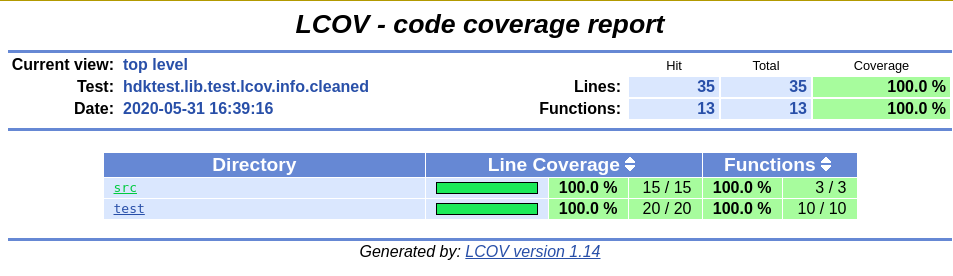 LCOV - code coverage report
Current view: top level Hit Total Coverage
Test: hdktest.lib.test.lcov.info.cleaned Lines: 35 35 100.0 %
Date: 2020-05-31 16:39:16 Functions: 13 13 100.0 %
Directory Line Coverage Functions
src 100.0 % 15 / 15 100.0 % 3 / 3
test 100.0 % 20 / 20 100.0 % 10 / 10
Generated by: LCOV version 1.14